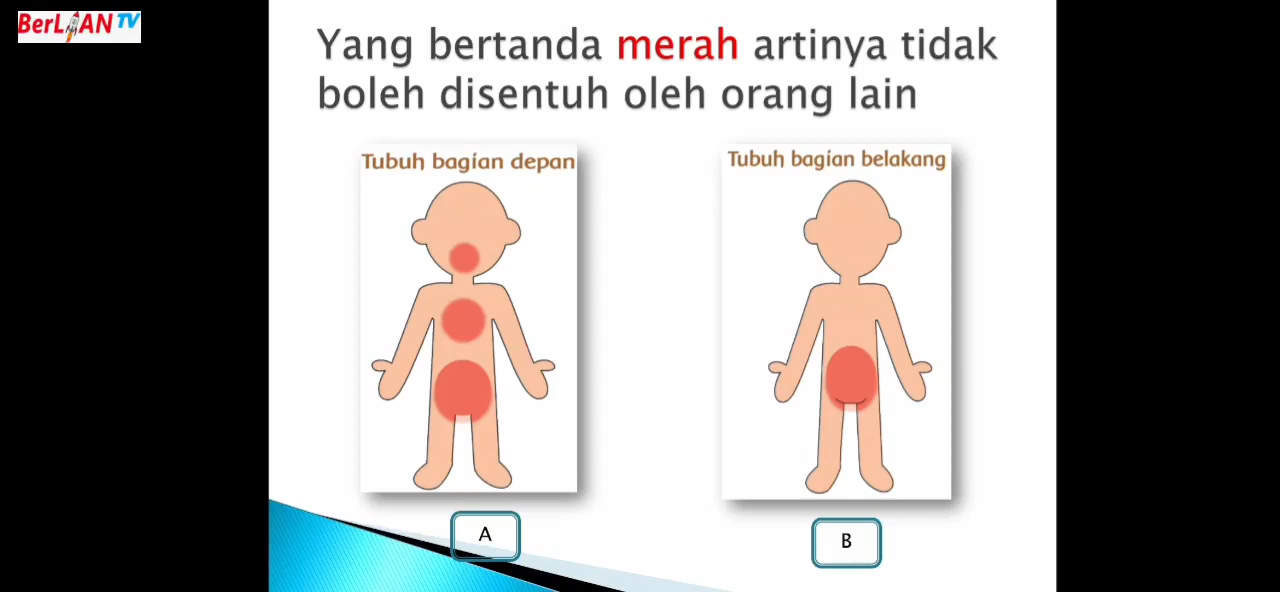 BerLIAN TV
Yang bertanda merah artinya tidak
boleh disentuh oleh orang lain
Tubuh bagian depan
Tubuh bagian belakang
A
B